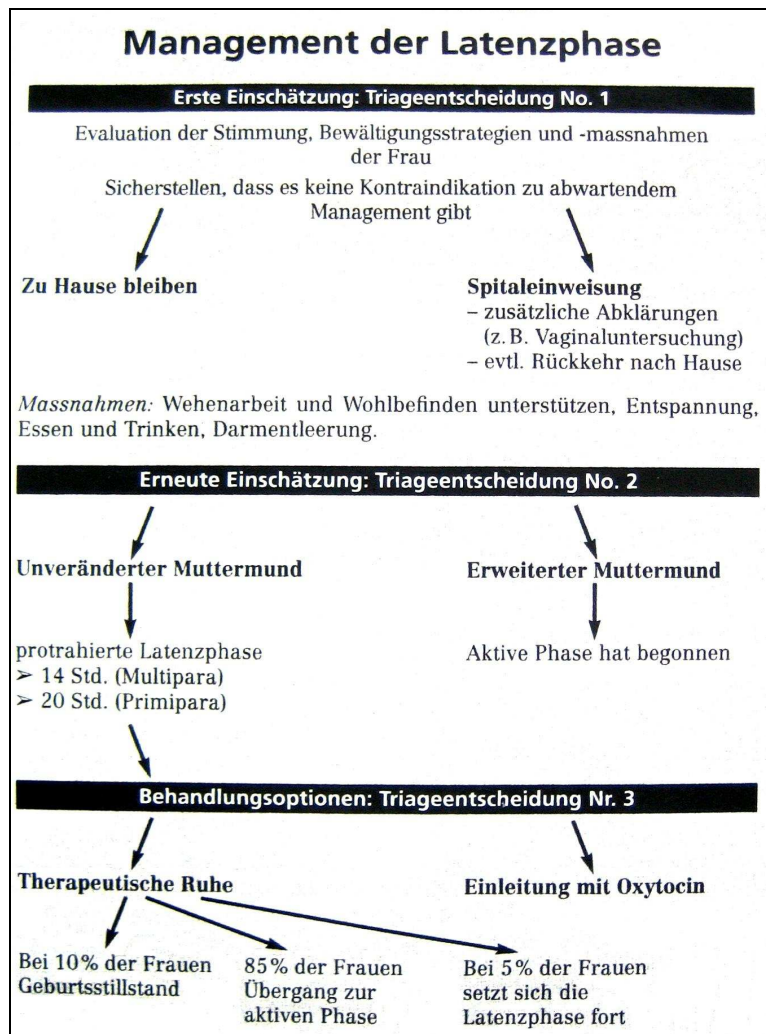 Management der Latenzphase
Erste Einschätzung: Triageentscheidung No. 1
Evaluation der Stimmung, Bewältigungsstrategien und -massnahmen
der Frau
Sicherstellen, dass es keine Kontraindikation zu abwartendem
Management gibt
Zu Hause bleiben
Spitaleinweisung
– zusätzliche Abklärungen
(z. B. Vaginaluntersuchung)
– evtl. Rückkehr nach Hause
Massnahmen: Wehenarbeit und Wohlbefinden unterstützen, Entspannung,
Essen und Trinken, Darmentleerung.
Erneute Einschätzung: Triageentscheidung No. 2
Unveränderter Muttermund
Erweiterter Muttermund
protrahierte Latenzphase
➢ 14 Std. (Multipara)
➢ 20 Std. (Primipara)
Aktive Phase hat begonnen
Behandlungsoptionen: Triageentscheidung Nr. 3
Therapeutische Ruhe
Einleitung mit Oxytocin
Bei 10% der Frauen
Geburtsstillstand
85% der Frauen
Übergang zur
aktiven Phase
Bei 5% der Frauen
setzt sich die
Latenzphase fort